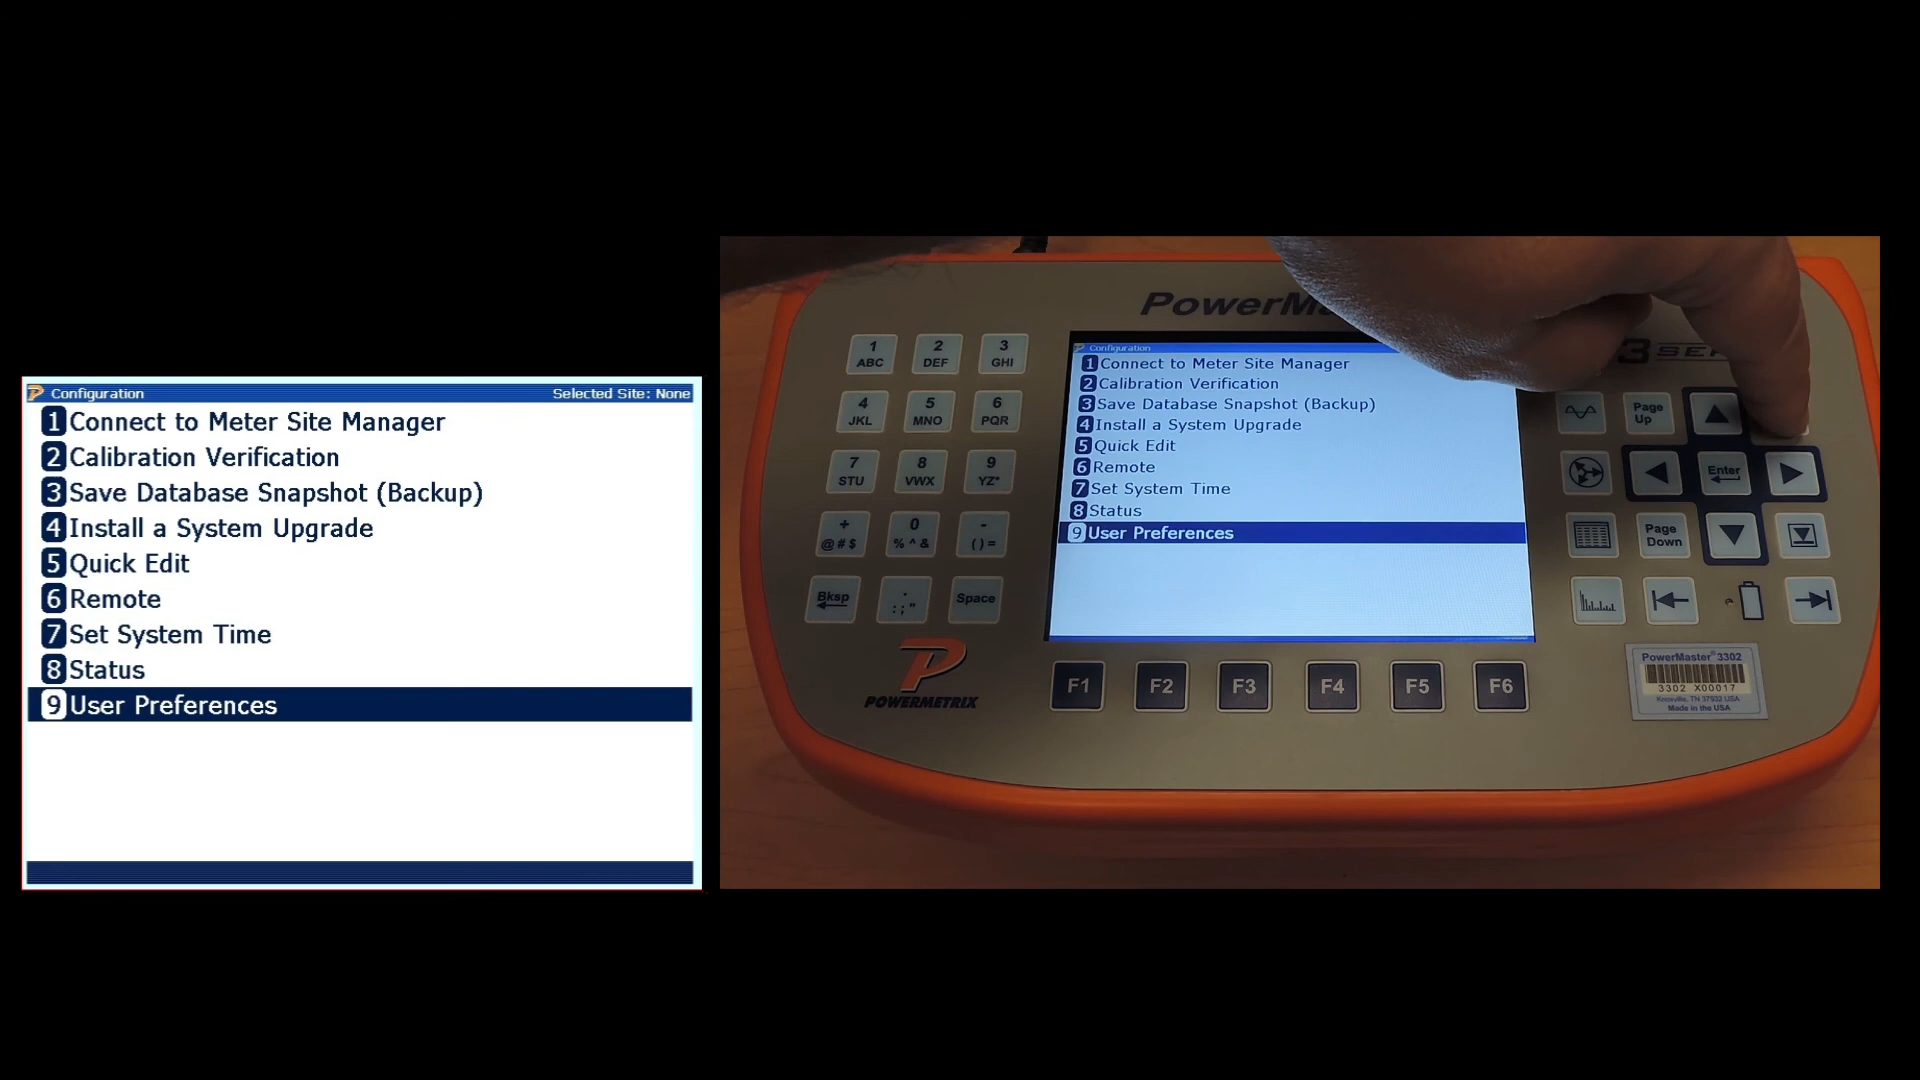 Configuration
Selected Site: None
1 Connect to Meter Site Manager
2 Calibration Verification
3 Save Database Snapshot (Backup)
4 Install a System Upgrade
5 Quick Edit
6 Remote
7 Set System Time
8 Status
9 User Preferences
Configuration
1 Connect to Meter Site Manager
2 Calibration Verification
3 Save Database Snapshot (Backup)
4 Install a System Upgrade
5 Quick Edit
6 Remote
7 Set System Time
8 Status
9 User Preferences
1 ABC
2 DEF
3 GHI
4 JKL
5 MNO
6 PQR
7 STU
8 VWX
9 YZ*
+ @#$
0 %^&
- ()=
Bksp
. :;"
Space
POWERMETRIX
F1
F2
F3
F4
F5
F6
3
Page Up
Enter
Page Down
PowerMaster® 3302
3302 X00017
Knoxville, TN 37932 USA
Made in the USA